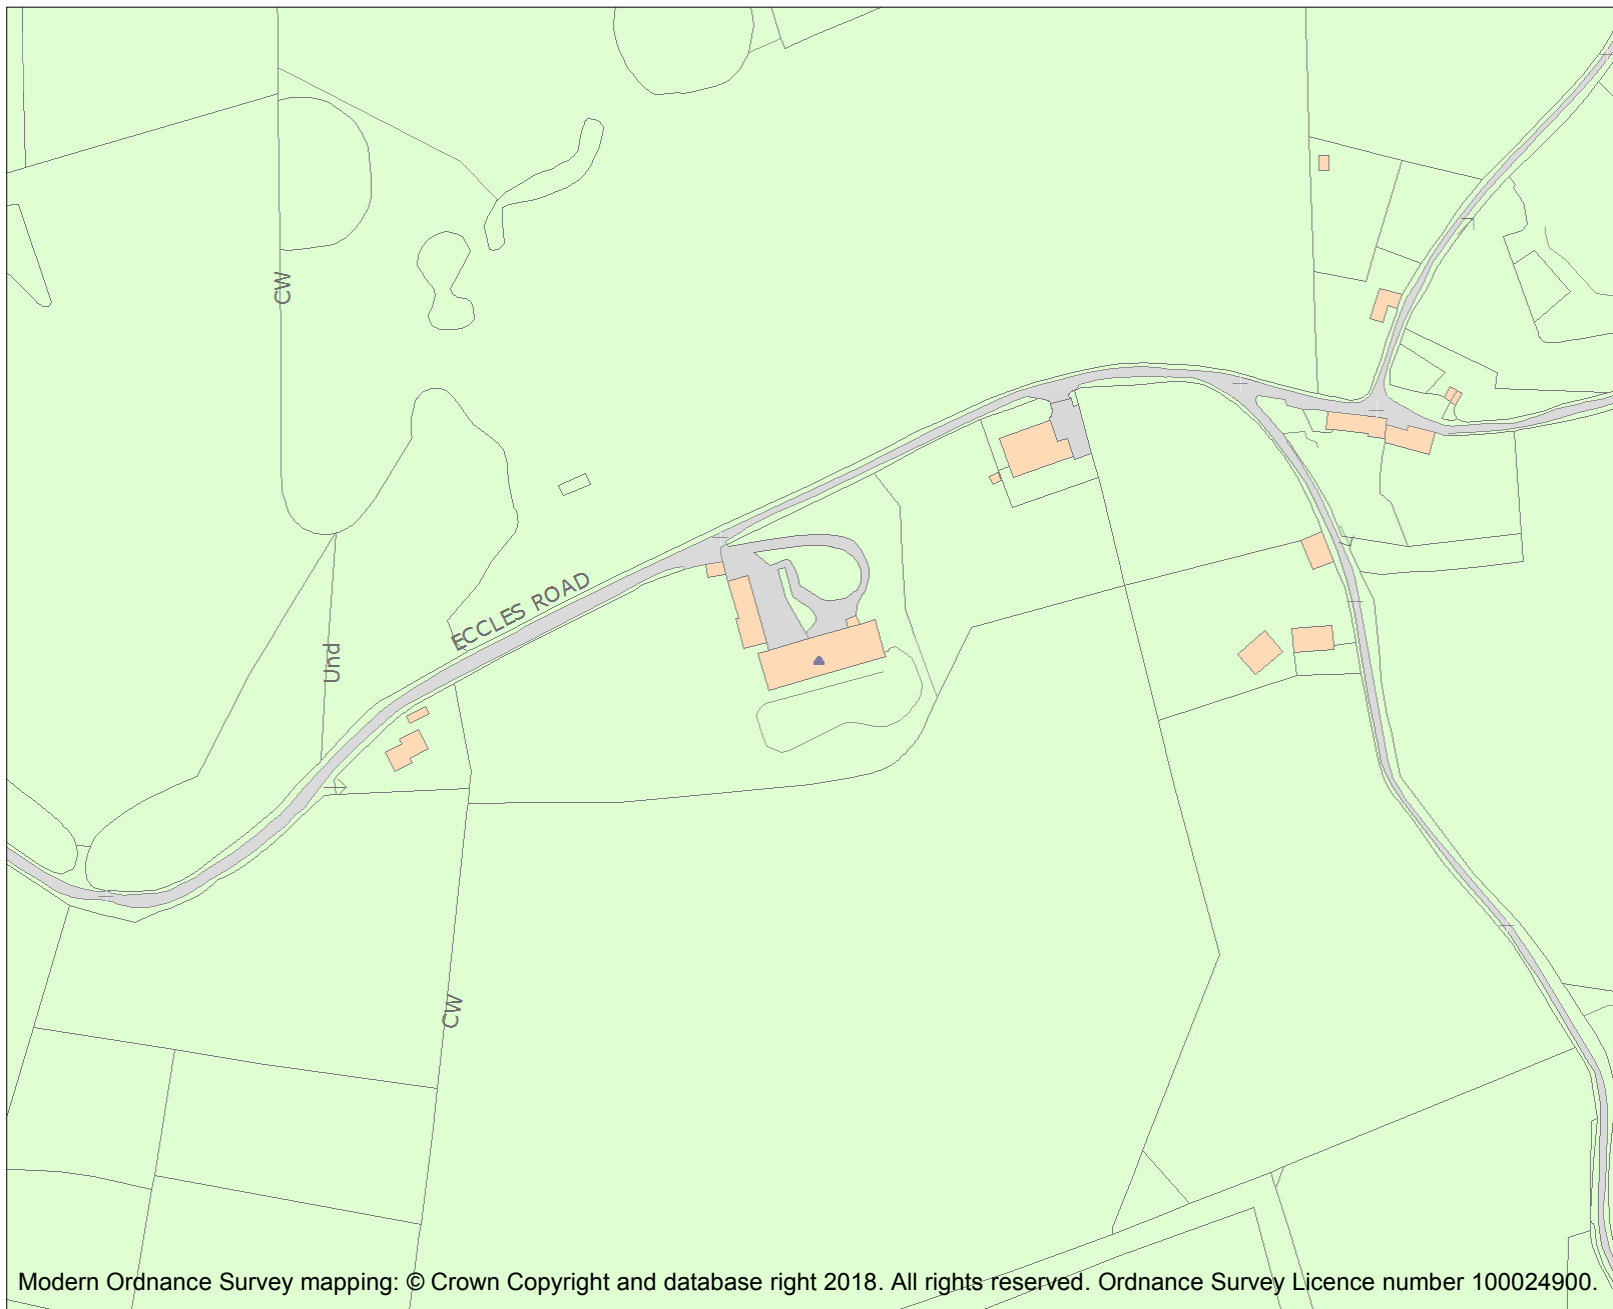 CW
ECCLES ROAD
Und
CW
Modern Ordnance Survey mapping: © Crown Copyright and database right 2018. All rights reserved. Ordnance Survey Licence number 100024900.